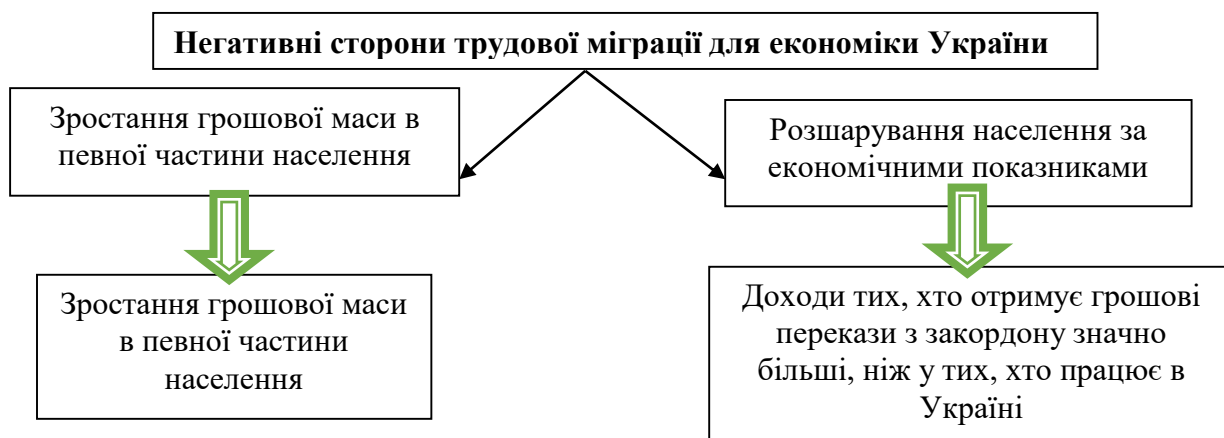 Негативні сторони трудової міграції для економіки України
Зростання грошової маси в
певної частини населення
Розшарування населення за
економічними показниками
Зростання грошової маси
в певної частини
населення
Доходи тих, хто отримує грошові
перекази з закордону значно
більші, ніж у тих, хто працює в
Україні